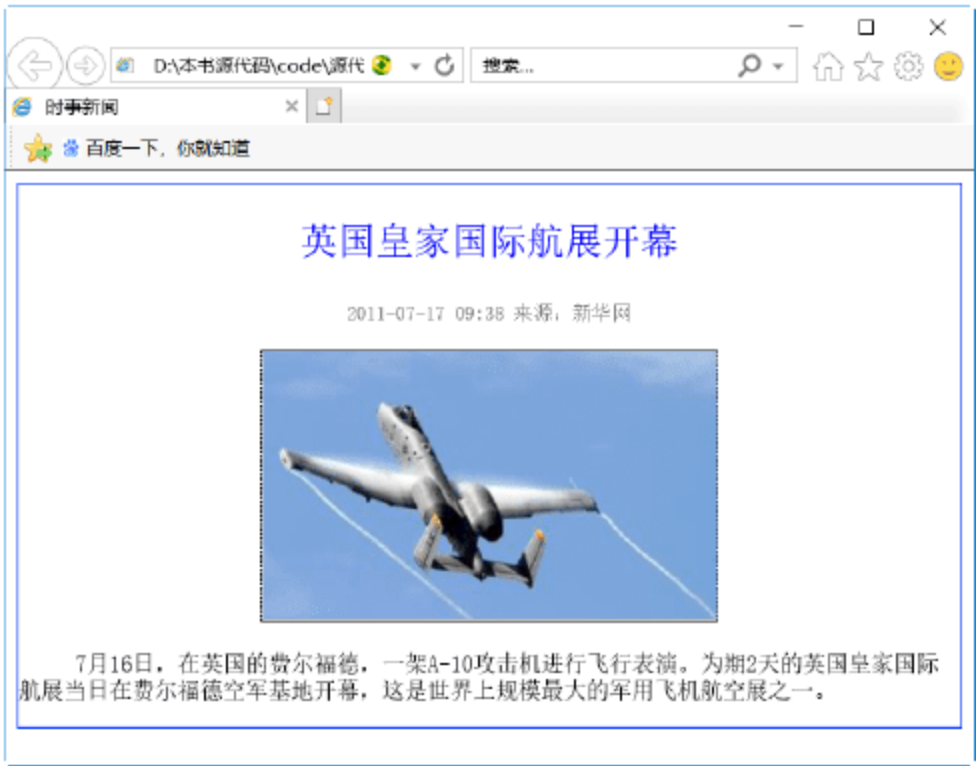 D:\本书源代码\code\源代
搜索...
时事新闻
百度一下，你就知道
英国皇家国际航展开幕
2011-07-17 09:38 来源：新华网
7月16日，在英国的费尔福德，一架A-10攻击机进行飞行表演。为期2天的英国皇家国际
航展当日在费尔福德空军基地开幕，这是世界上规模最大的军用飞机航空展之一。